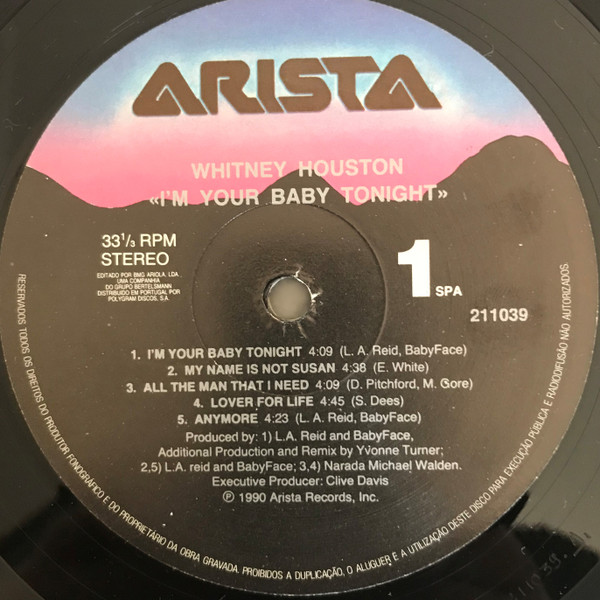 ARISTA
WHITNEY HOUSTON
«I'M YOUR BABY TONIGHT»
33 1/3 RPM
STEREO
EDITADO POR BMG ARIOLA, LDA.
UMA COMPANHIA
DO GRUPO BERTELSMANN
DISTRIBUIDO EM PORTUGAL POR
POLYGRAM DISCOS, S.A
1
SPA
211039
1. I'M YOUR BABY TONIGHT 4:09 (L. A. Reid, BabyFace)
2. MY NAME IS NOT SUSAN 4:38 (E. White)
3. ALL THE MAN THAT I NEED 4:09 (D. Pitchford, M. Gore)
4. LOVER FOR LIFE 4:45 (S. Dees)
5. ANYMORE 4:23 (L. A. Reid, BabyFace)
Produced by: 1) L.A. Reid and BabyFace,
Additional Production and Remix by Yvonne Turner;
2,5) L.A. reid and BabyFace; 3,4) Narada Michael Walden.
Executive Producer: Clive Davis
℗ 1990 Arista Records, Inc.
RESERVADOS TODOS OS DIREITOS DO PRODUTOR FONOGRÁFICO E DO PROPRIETÁRIO DA OBRA GRAVADA. PROIBIDOS A DUPLICAÇÃO, O ALUGUER E A UTILIZAÇÃO DESTE DISCO PARA EXECUÇÃO PÚBLICA E RADIODIFUSÃO NÃO AUTORIZADOS.